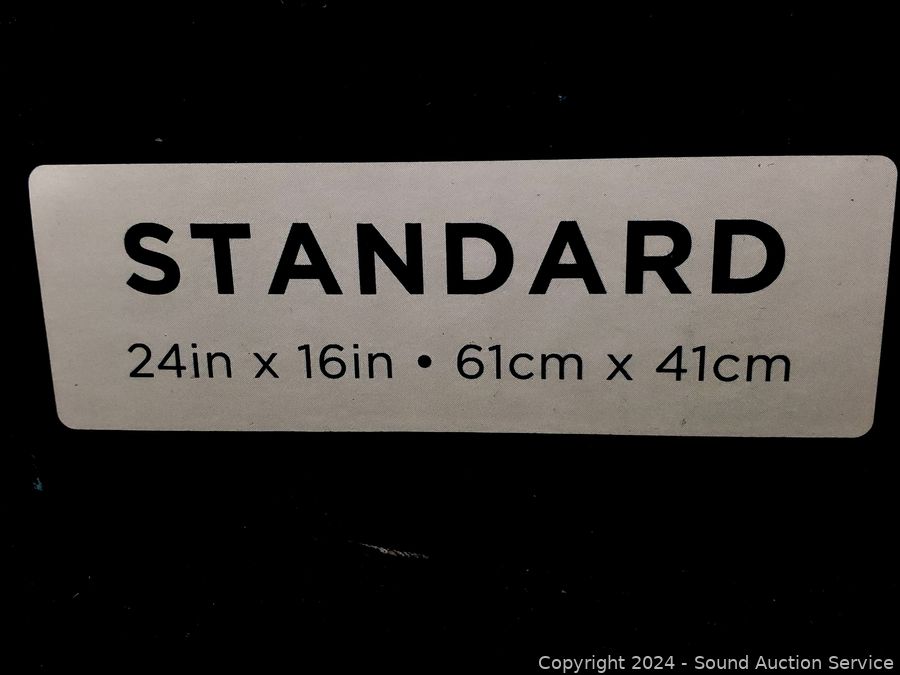 STANDARD
24in x 16in • 61cm x 41cm
Copyright 2024 - Sound Auction Service